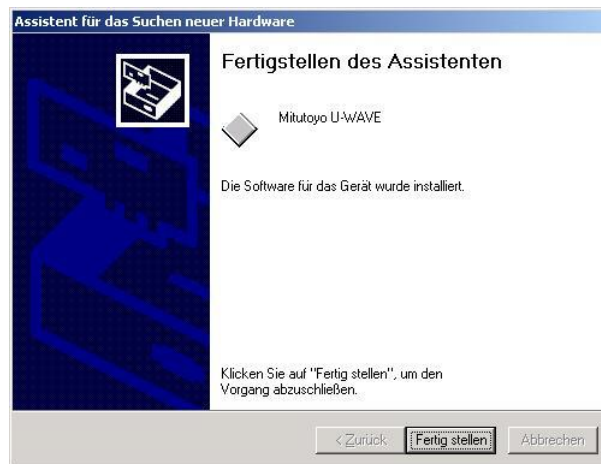 Assistent für das Suchen neuer Hardware
Fertigstellen des Assistenten
Mitutoyo U-WAVE
Die Software für das Gerät wurde installiert.
Klicken Sie auf "Fertig stellen", um den
Vorgang abzuschließen.
< Zurück
Fertig stellen
Abbrechen